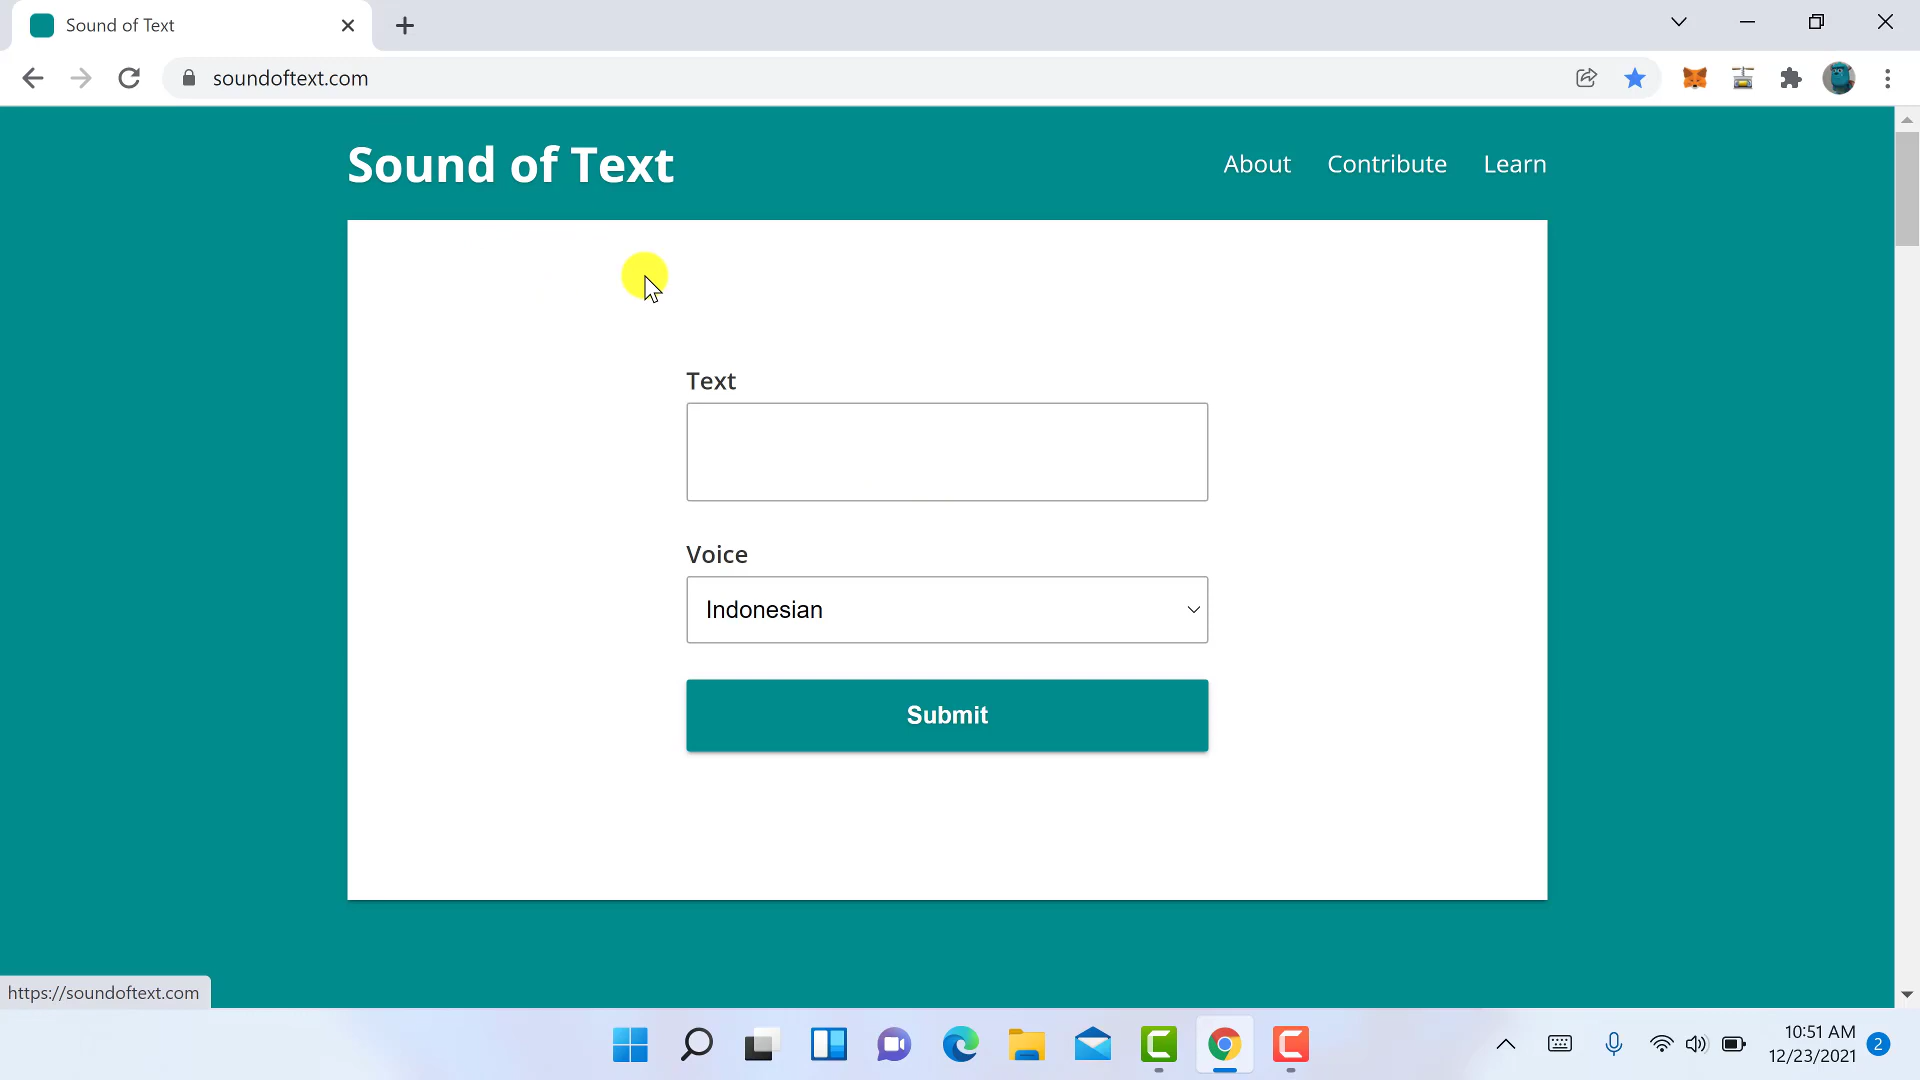 Sound of Text
soundoftext.com
Sound of Text
About Contribute Learn
Text
Voice
Indonesian
Submit
https://soundoftext.com
10:51 AM
12/23/2021
2